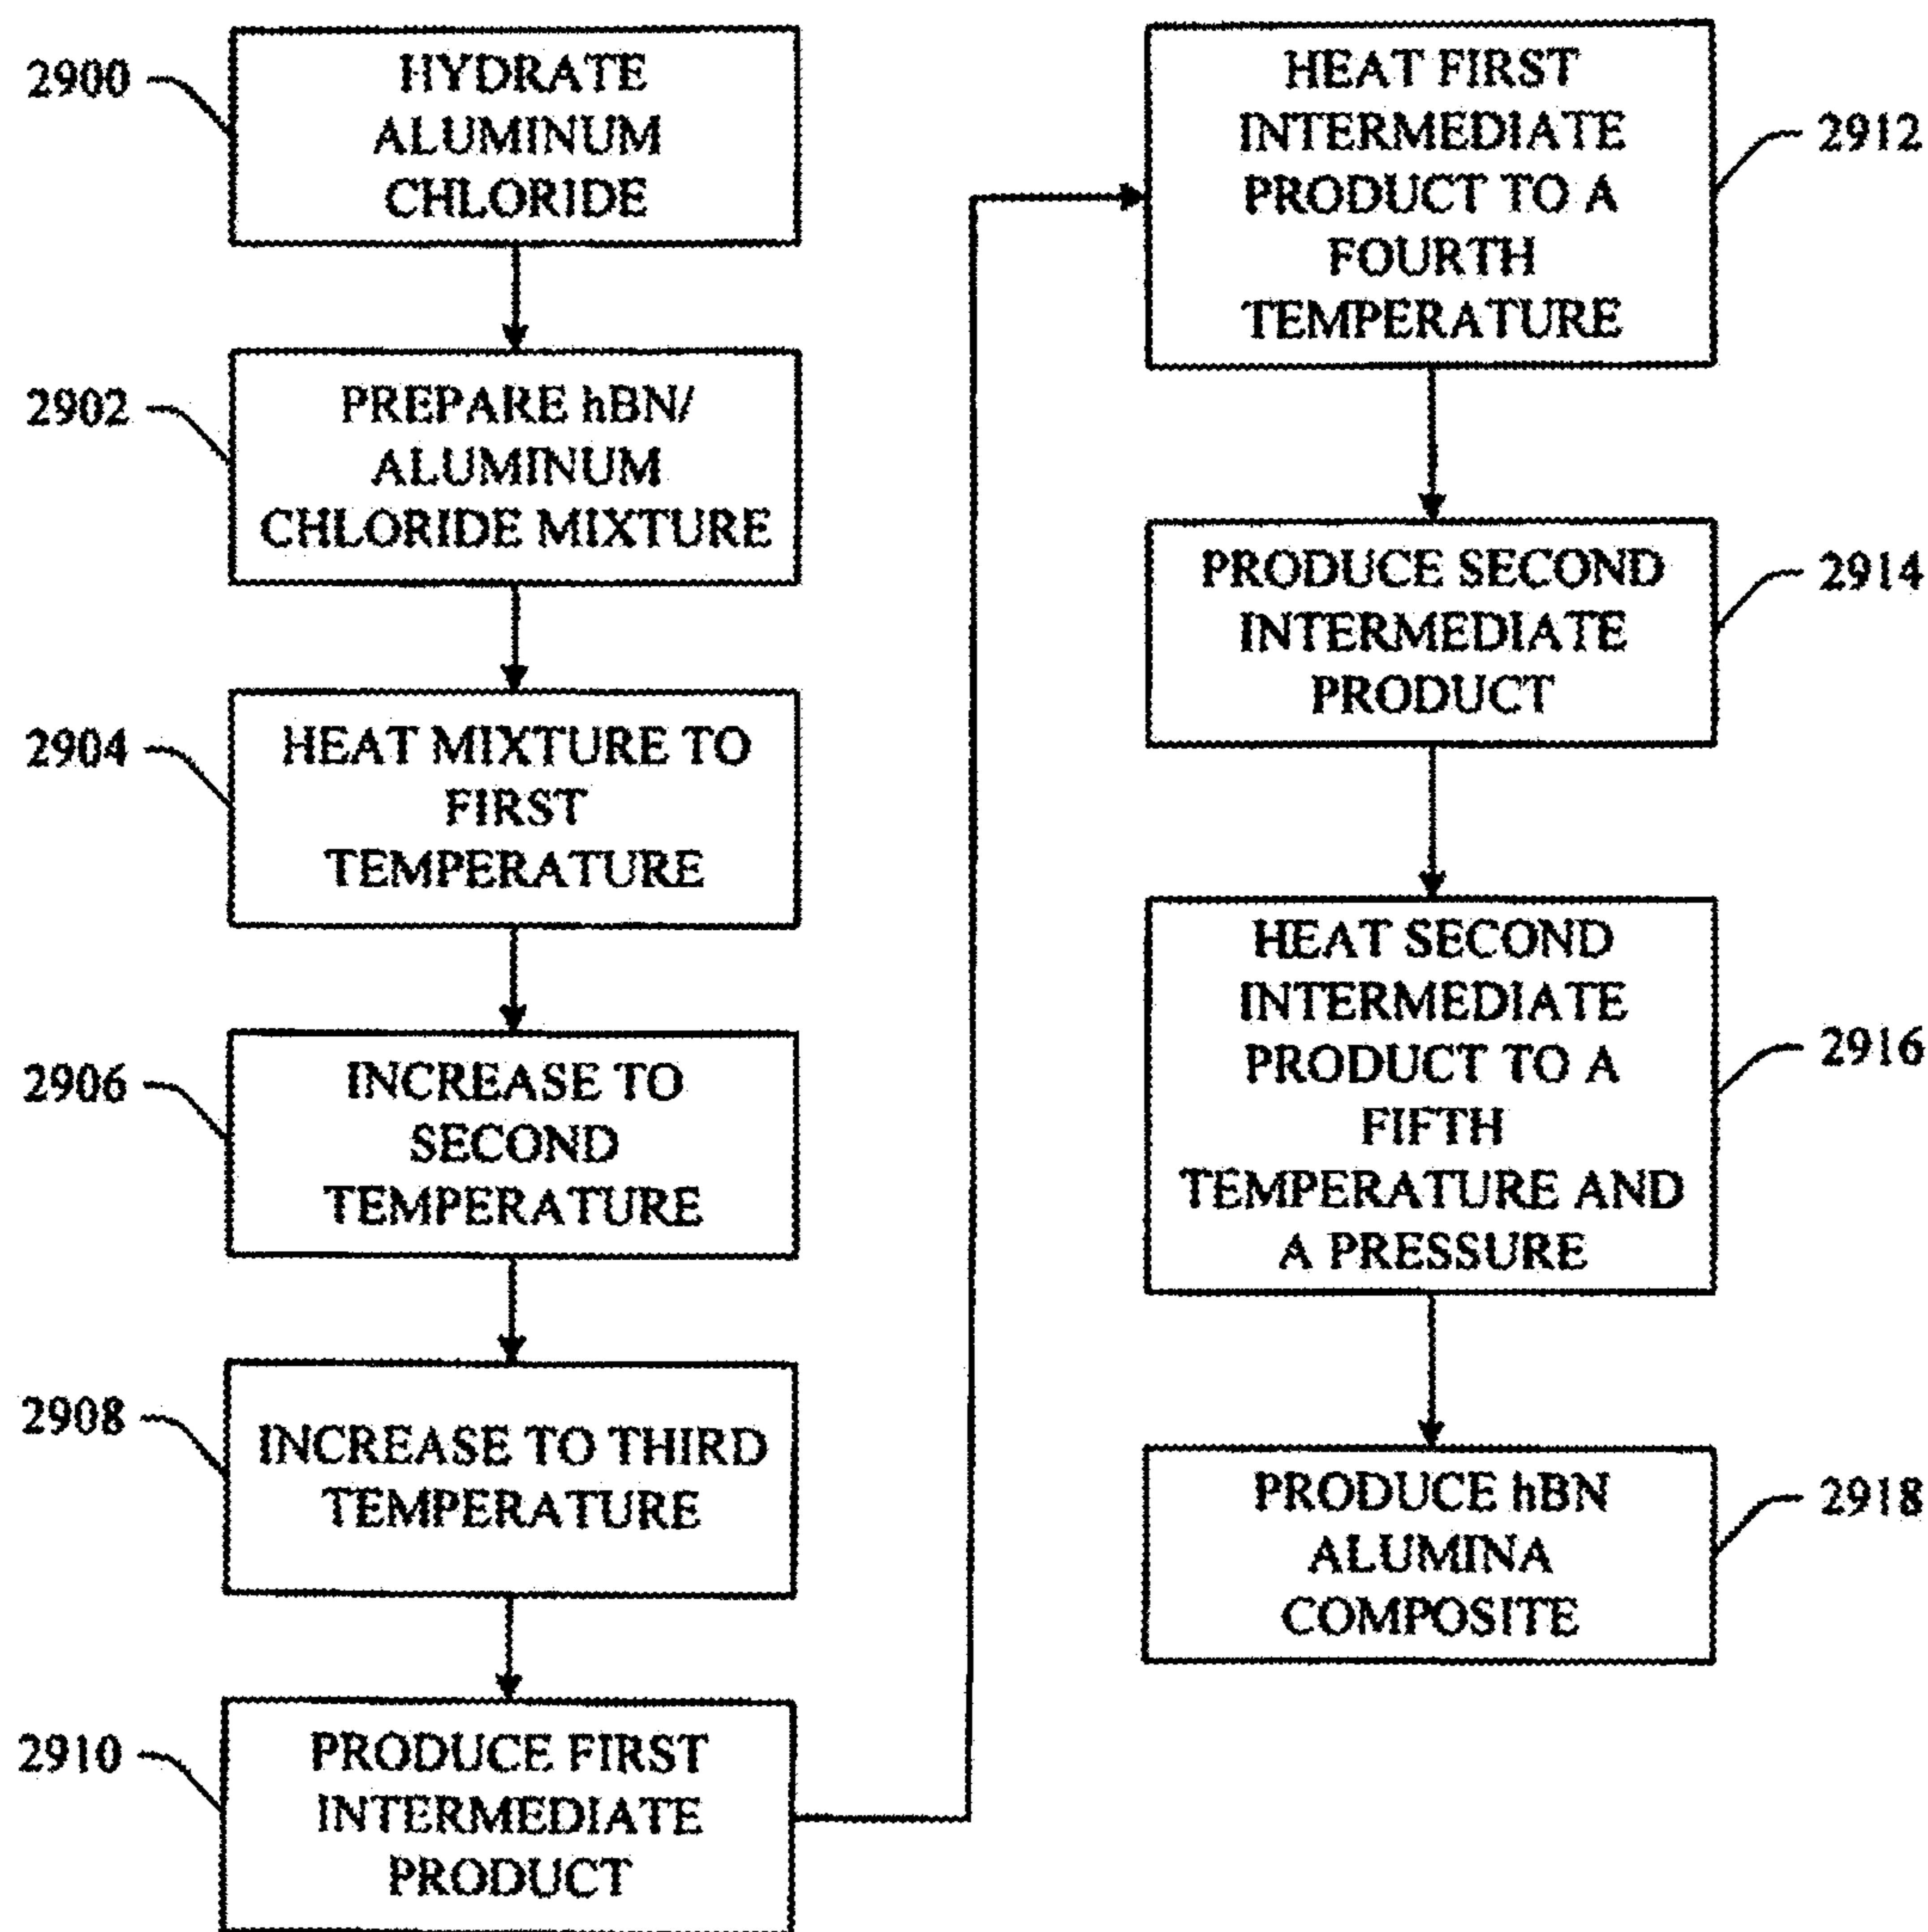 2900
HYDRATE
ALUMINUM
CHLORIDE
2902
PREPARE hBN/
ALUMINUM
CHLORIDE MIXTURE
2904
HEAT MIXTURE TO
FIRST
TEMPERATURE
2906
INCREASE TO
SECOND
TEMPERATURE
2908
INCREASE TO THIRD
TEMPERATURE
2910
PRODUCE FIRST
INTERMEDIATE
PRODUCT
HEAT FIRST
INTERMEDIATE
PRODUCT TO A
FOURTH
TEMPERATURE
2912
PRODUCE SECOND
INTERMEDIATE
PRODUCT
2914
HEAT SECOND
INTERMEDIATE
PRODUCT TO A
FIFTH
TEMPERATURE AND
A PRESSURE
2916
PRODUCE hBN
ALUMINA
COMPOSITE
2918